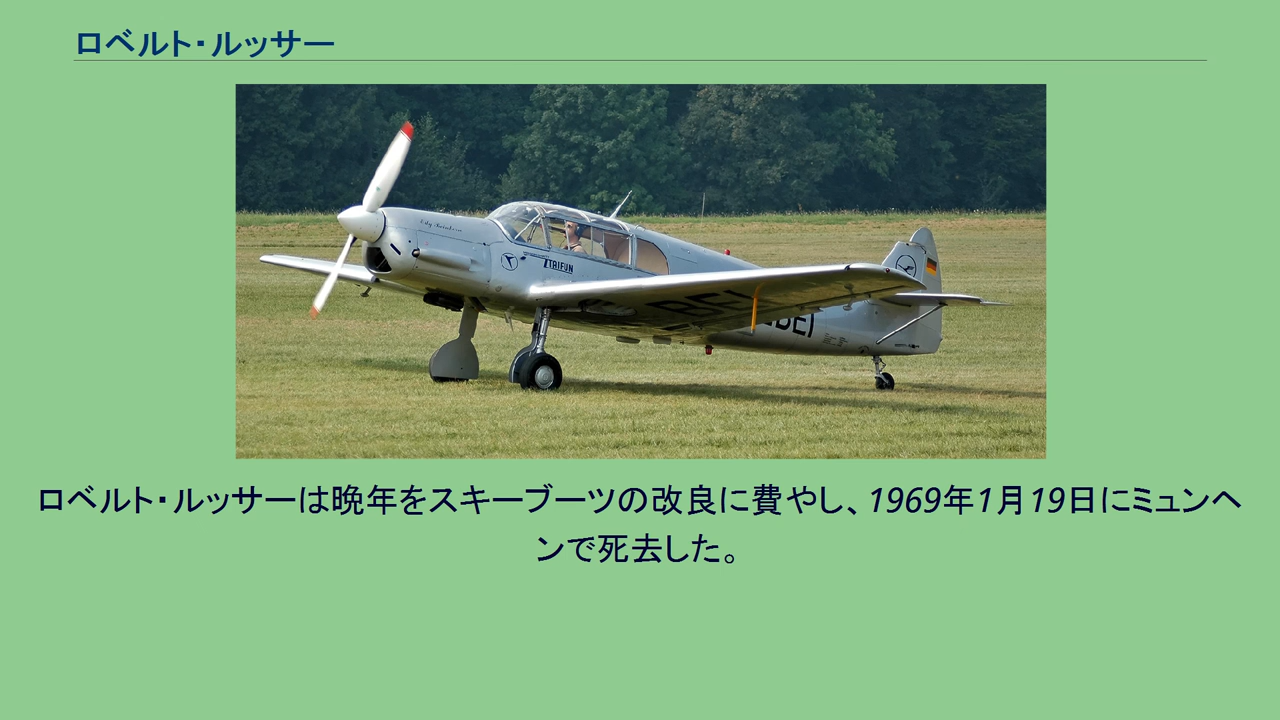 ロベルト・ルッサー
TAIFUN
ロベルト・ルッサーは晩年をスキーブーツの改良に費やし、1969年1月19日にミュンヘ
ンで死去した。